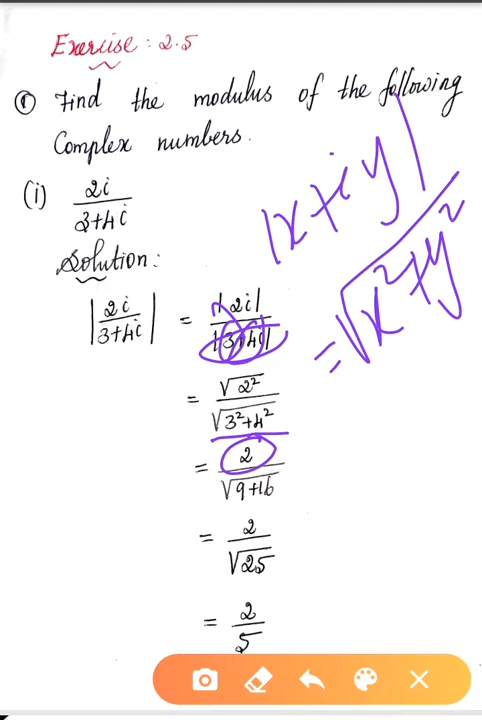 Exercise : 2.5
① Find the modulus of the following
Complex numbers.
(i) 2i/3+4i
Solution:
|2i/3+4i| = |2i|/|3+4i|
= √2²/√3²+4²
= 2/√9+16
= 2/√25
= 2/5
|x+iy|
=√x²+y²